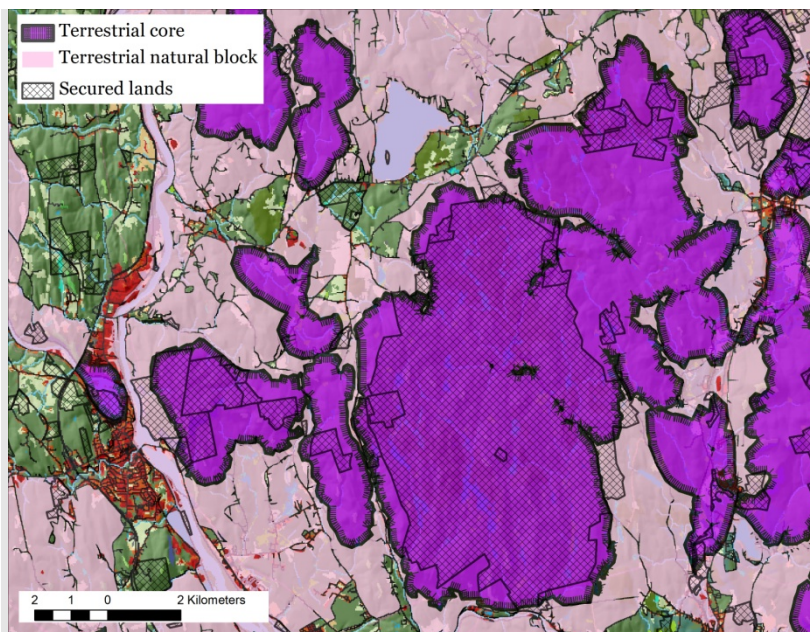 Terrestrial core
Terrestrial natural block
Secured lands
2 1 0 2 Kilometers